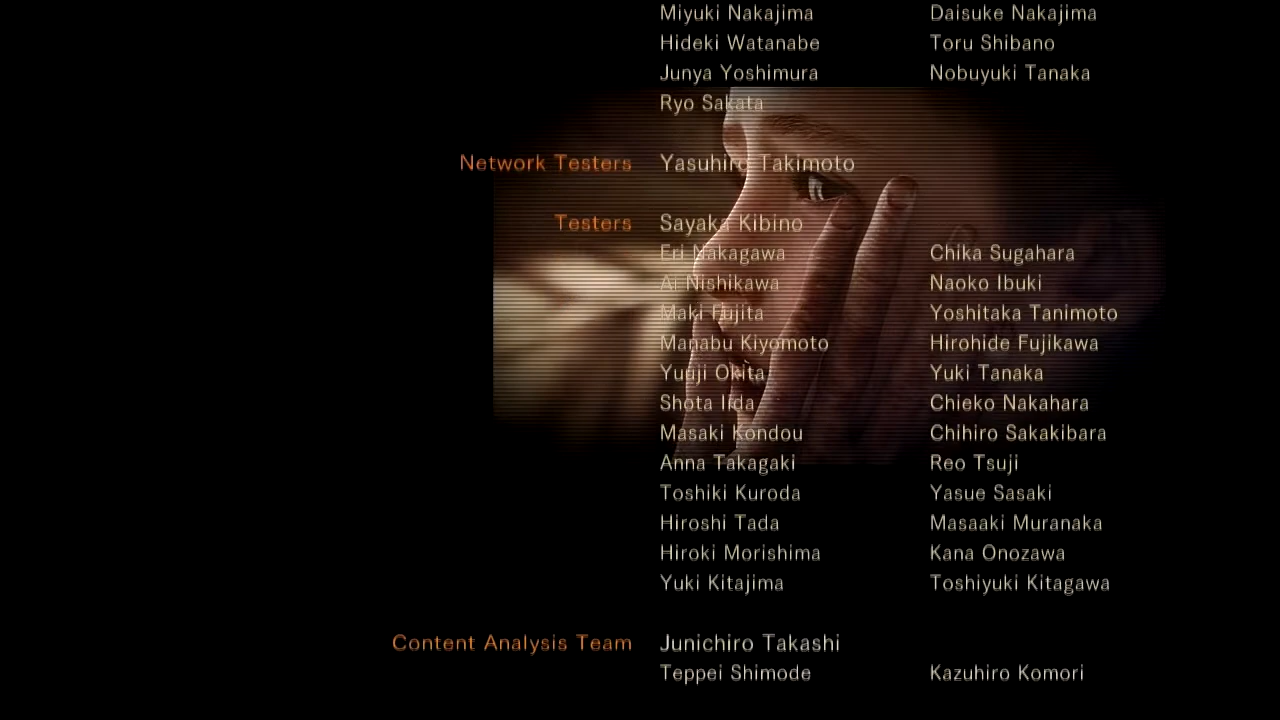 Miyuki Nakajima Daisuke Nakajima
Hideki Watanabe Toru Shibano
Junya Yoshimura Nobuyuki Tanaka
Ryo Sakata
Network Testers Yasuhiro Takimoto
Testers Sayaka Kibino
Eri Nakagawa Chika Sugahara
Ai Nishikawa Naoko Ibuki
Maki Fujita Yoshitaka Tanimoto
Manabu Kiyomoto Hirohide Fujikawa
Yuuji Okita Yuki Tanaka
Shota Iida Chieko Nakahara
Masaki Kondou Chihiro Sakakibara
Anna Takagaki Reo Tsuji
Toshiki Kuroda Yasue Sasaki
Hiroshi Tada Masaaki Muranaka
Hiroki Morishima Kana Onozawa
Yuki Kitajima Toshiyuki Kitagawa
Content Analysis Team Junichiro Takashi
Teppei Shimode Kazuhiro Komori